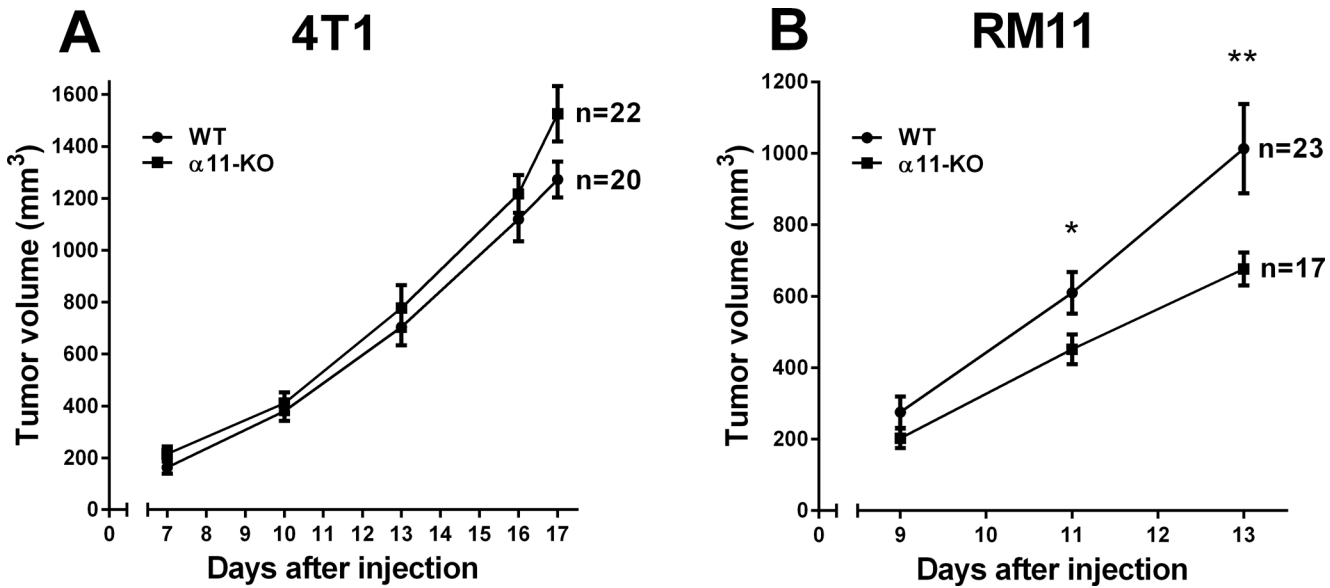 A
4T1
Tumor volume (mm³)
1600
1400
1200
1000
800
600
400
200
0
WT
α11-KO
n=22
n=20
0 7 8 9 10 11 12 13 14 15 16 17
Days after injection
B
RM11
Tumor volume (mm³)
1200
1000
800
600
400
200
0
WT
α11-KO
*
**
n=23
n=17
0 9 10 11 12 13
Days after injection